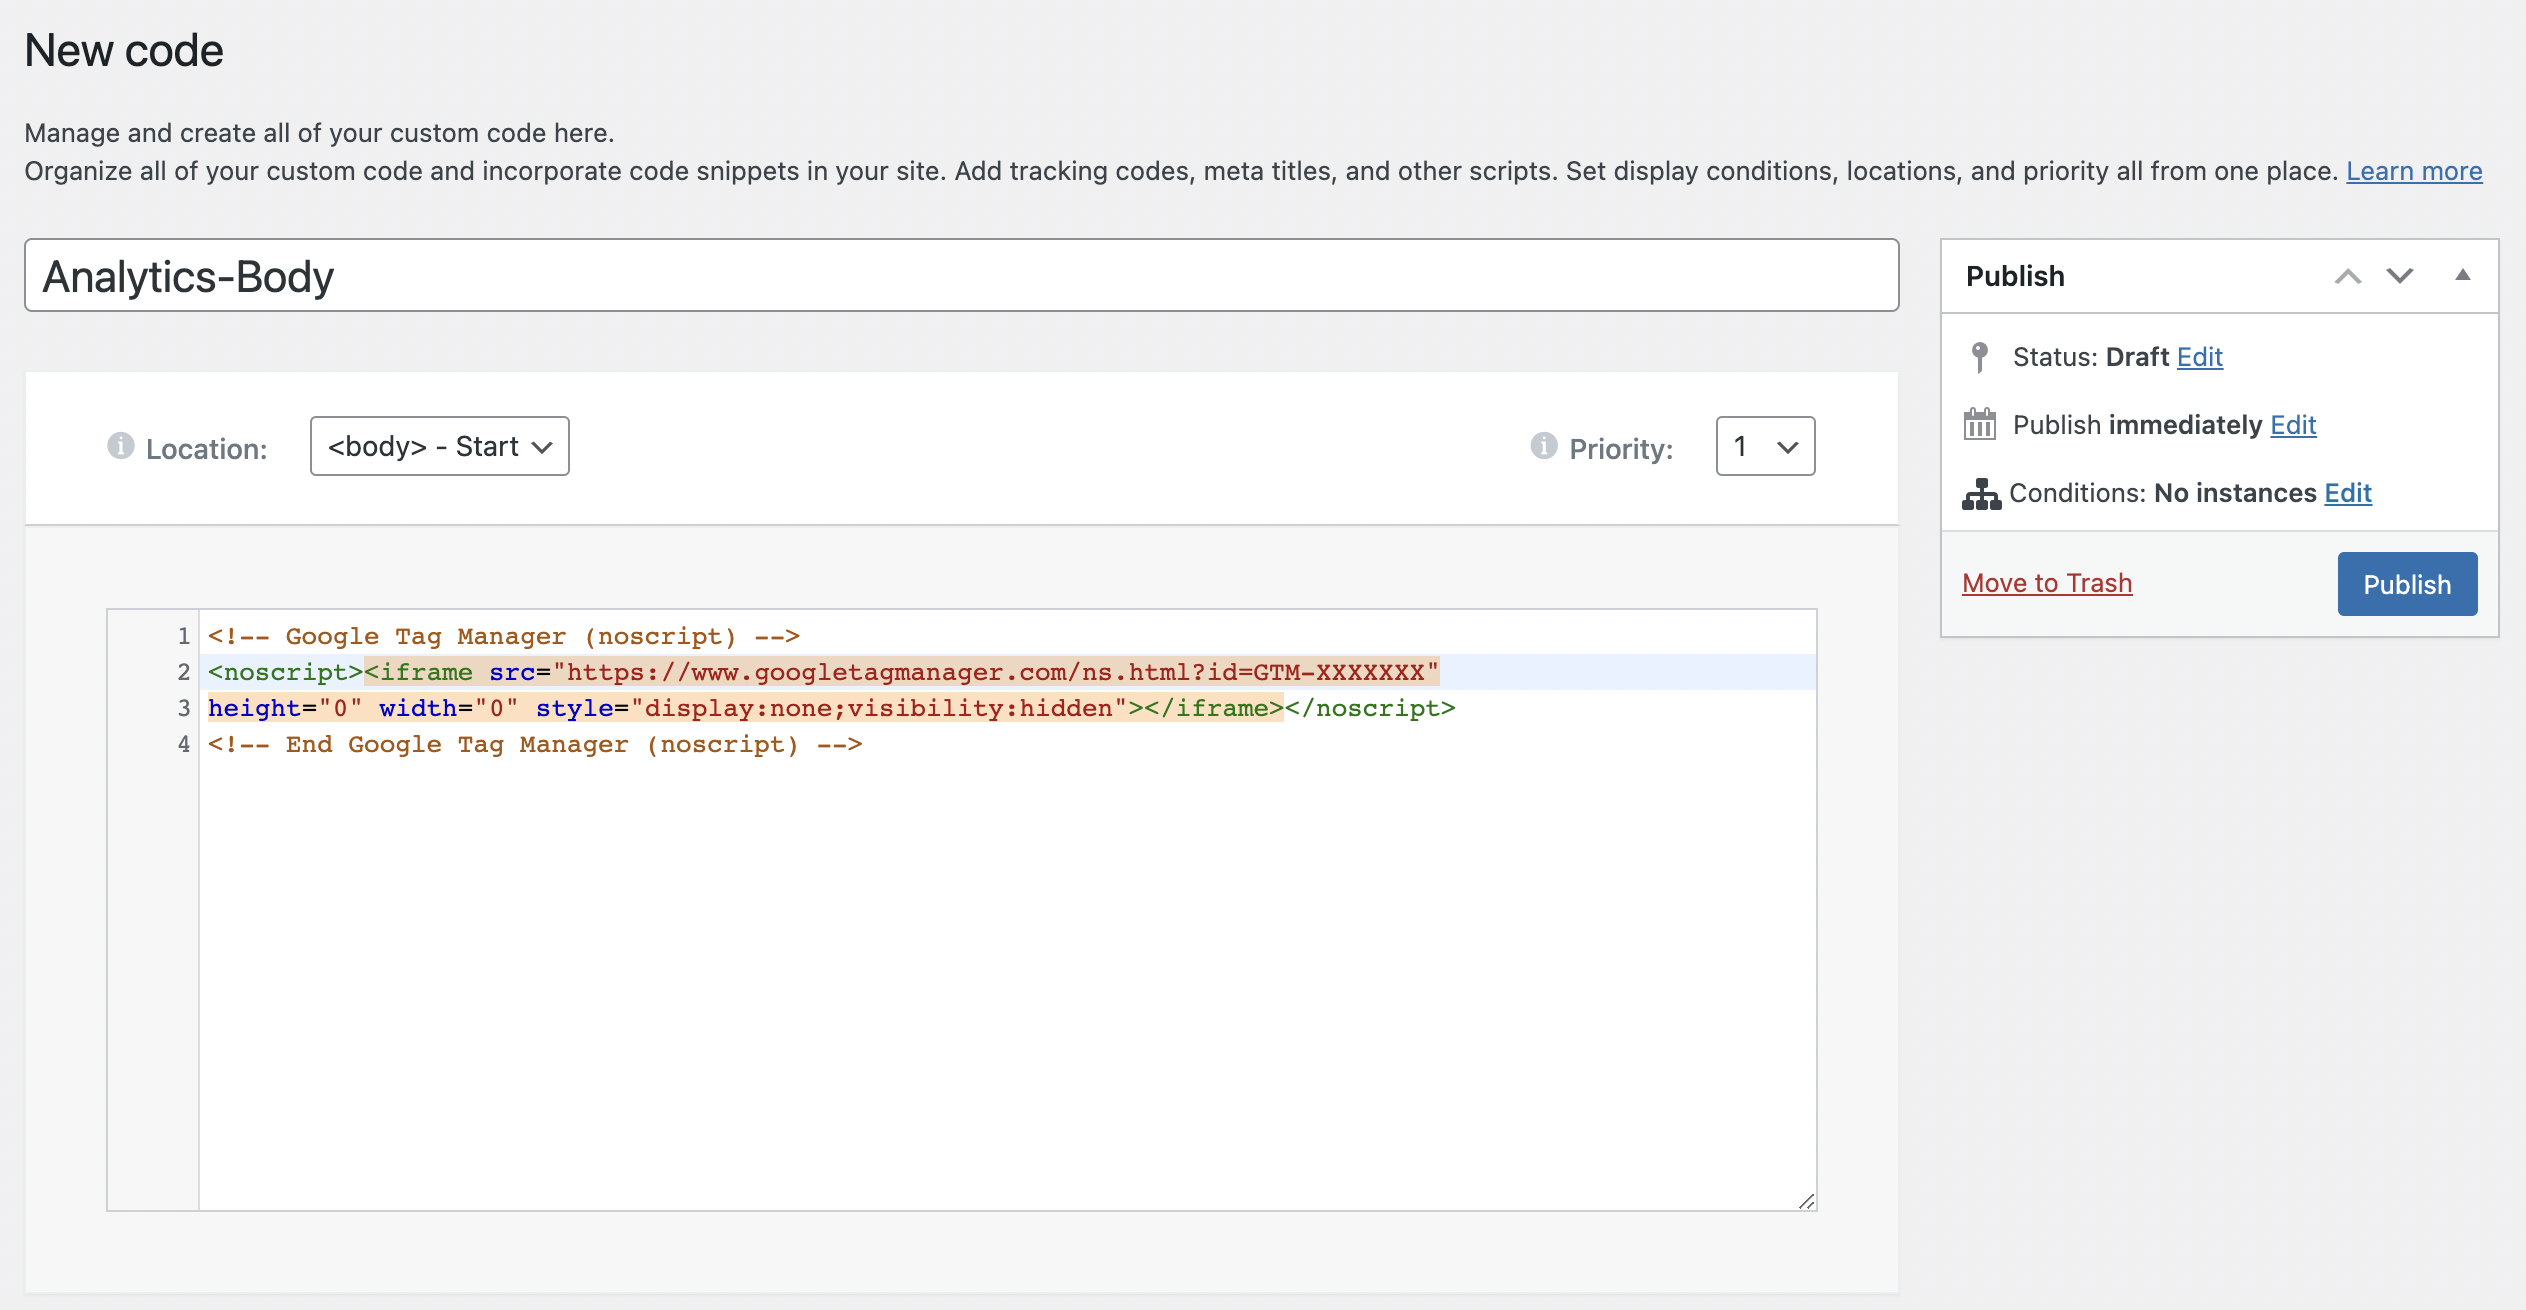 New code
Manage and create all of your custom code here.
Organize all of your custom code and incorporate code snippets in your site. Add tracking codes, meta titles, and other scripts. Set display conditions, locations, and priority all from one place. Learn more
Analytics-Body
Location: <body> - Start
Priority: 1
1 <!-- Google Tag Manager (noscript) -->
2 <noscript><iframe src="https://www.googletagmanager.com/ns.html?id=GTM-XXXXXXX"
3 height="0" width="0" style="display:none;visibility:hidden"></iframe></noscript>
4 <!-- End Google Tag Manager (noscript) -->
Publish
Status: Draft Edit
Publish immediately Edit
Conditions: No instances Edit
Move to Trash
Publish